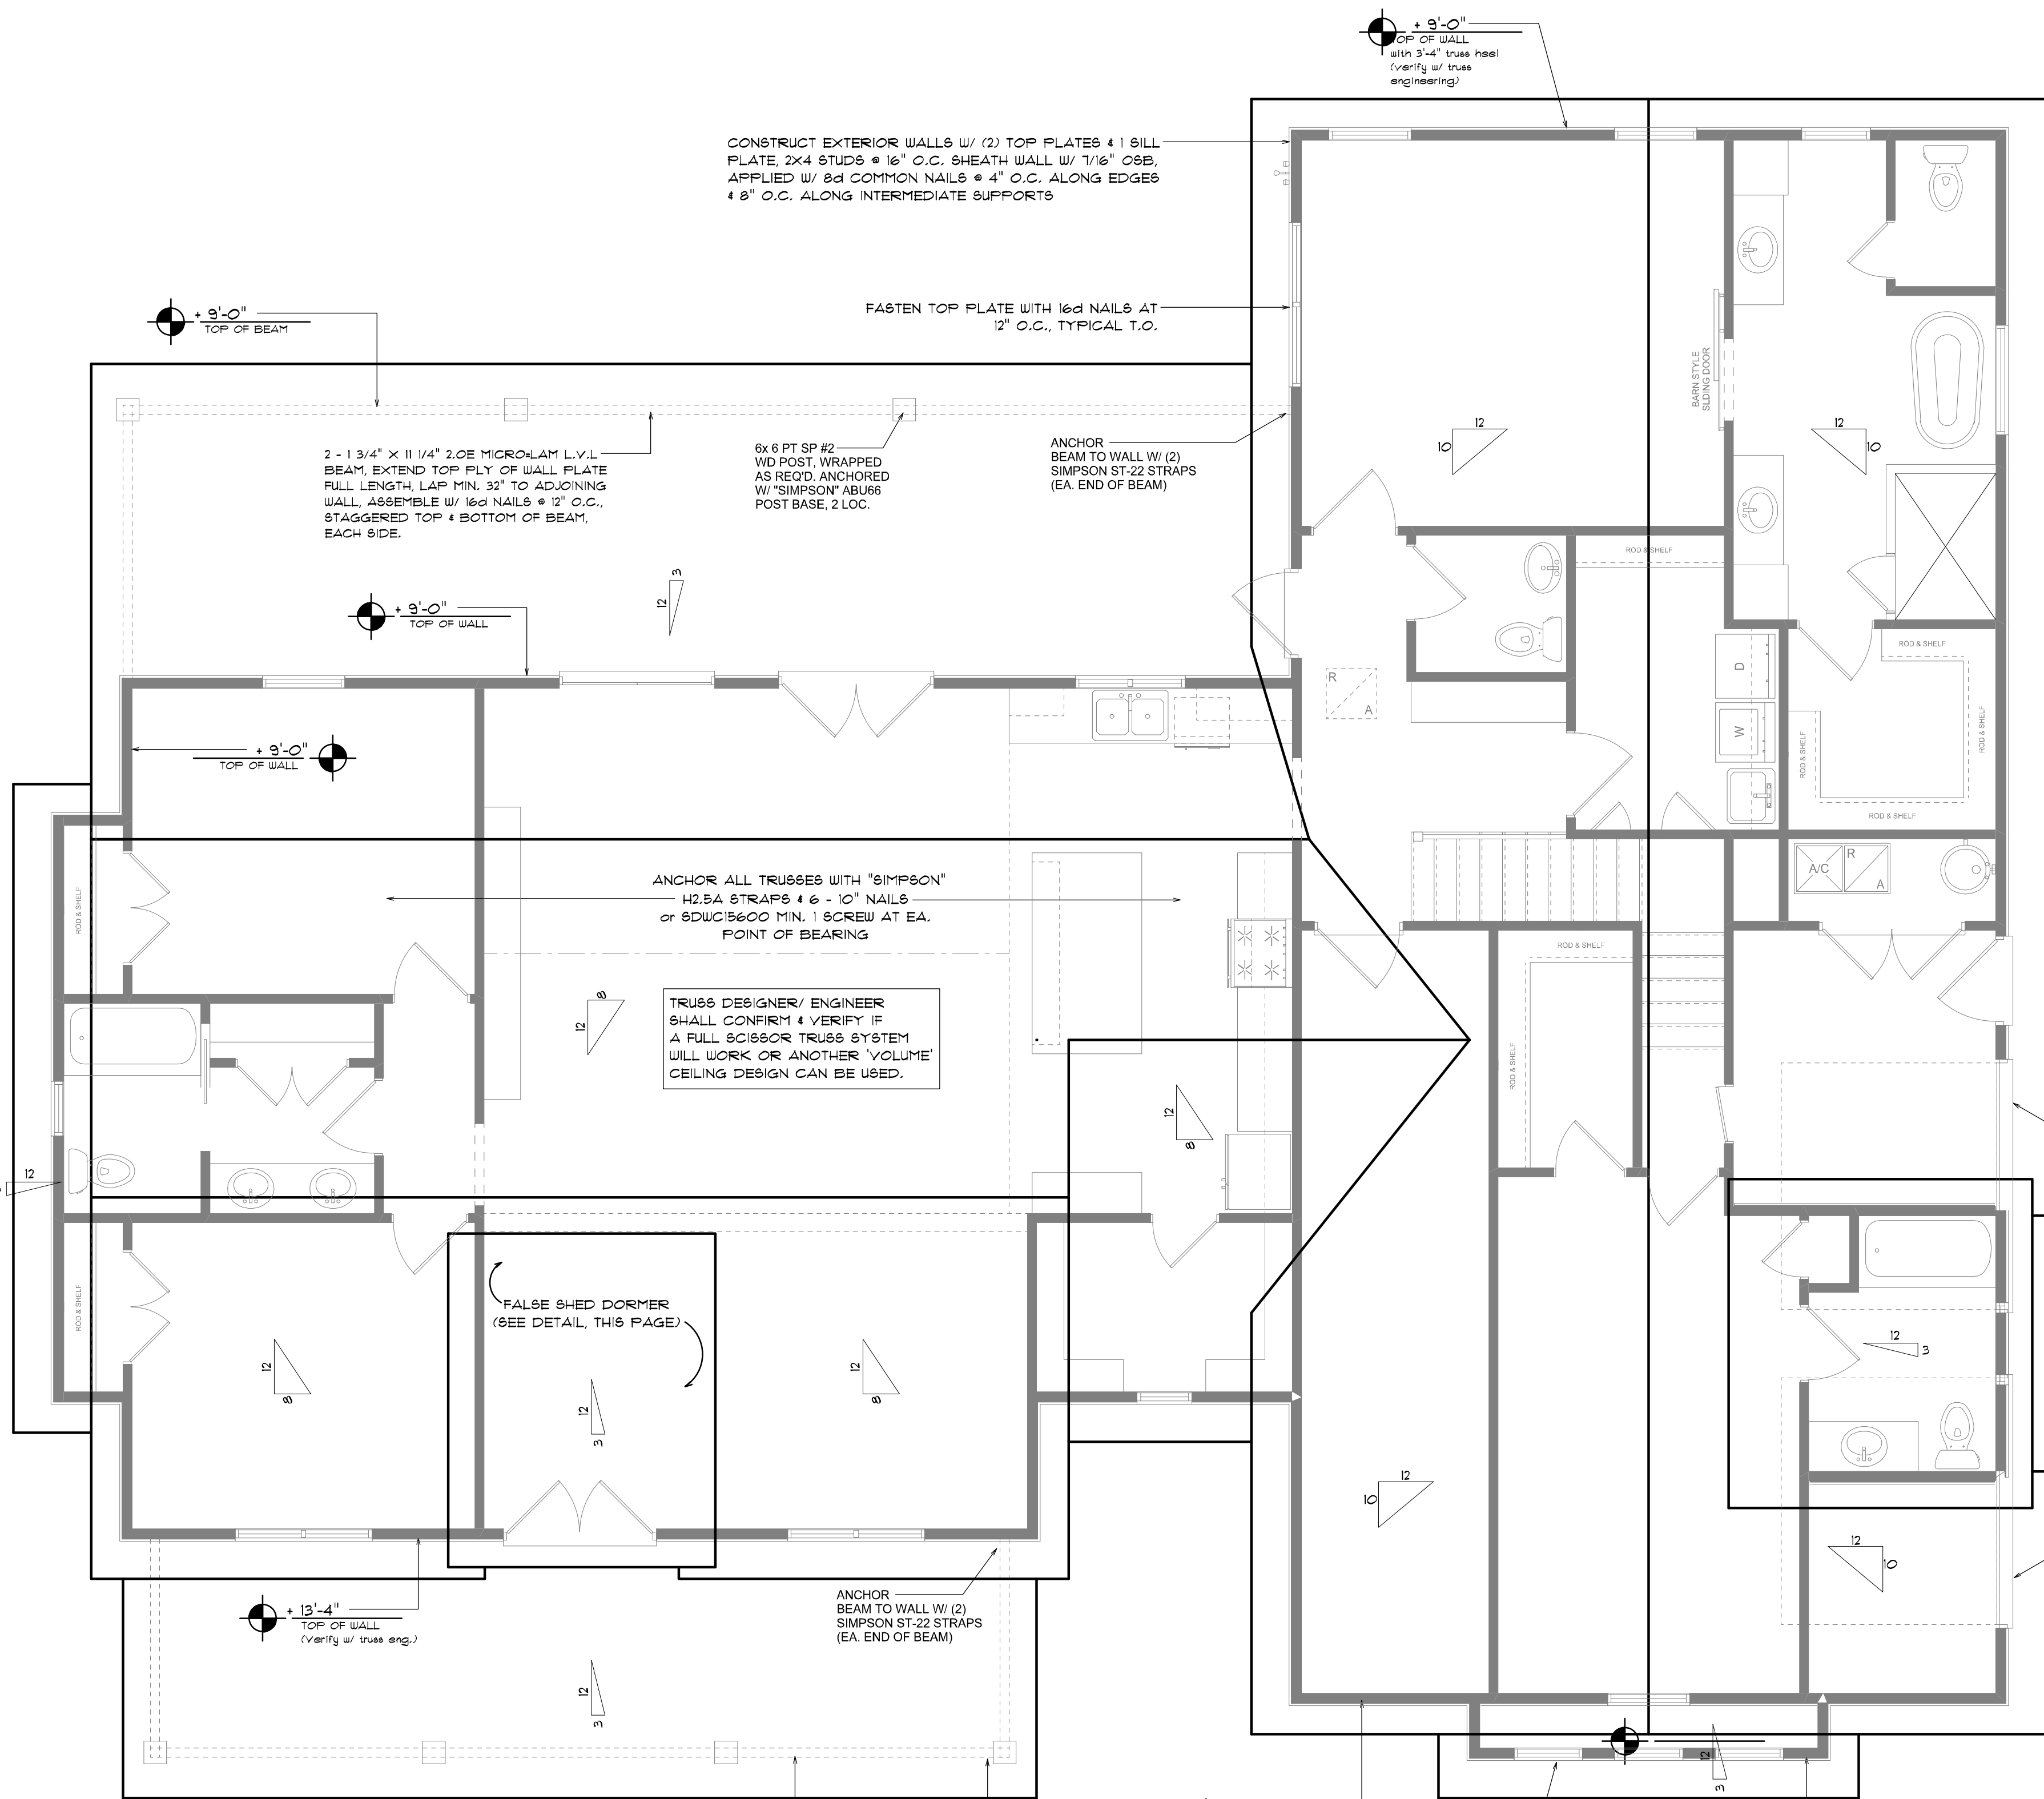 + 9'-0"
TOP OF WALL
with 3'-4" truss heel
(verify w/ truss
engineering)
CONSTRUCT EXTERIOR WALLS W/ (2) TOP PLATES & 1 SILL
PLATE, 2X4 STUDS @ 16" O.C. SHEATH WALL W/ 7/16" OSB,
APPLIED W/ 8d COMMON NAILS @ 4" O.C. ALONG EDGES
& 8" O.C. ALONG INTERMEDIATE SUPPORTS
FASTEN TOP PLATE WITH 16d NAILS AT
12" O.C., TYPICAL T.O.
+ 9'-0"
TOP OF BEAM
2 - 1 3/4" X 11 1/4" 2.0E MICRO=LAM L.V.L
BEAM, EXTEND TOP PLY OF WALL PLATE
FULL LENGTH, LAP MIN. 32" TO ADJOINING
WALL, ASSEMBLE W/ 16d NAILS @ 12" O.C.,
STAGGERED TOP & BOTTOM OF BEAM,
EACH SIDE.
6x 6 PT SP #2
WD POST, WRAPPED
AS REQ'D. ANCHORED
W/ "SIMPSON" ABU66
POST BASE, 2 LOC.
ANCHOR
BEAM TO WALL W/ (2)
SIMPSON ST-22 STRAPS
(EA. END OF BEAM)
BARN STYLE
SLDING DOOR
12
10
12
10
ROD & SHELF
12
3
+ 9'-0"
TOP OF WALL
R
A
D
W
ROD & SHELF
ROD & SHELF
ROD & SHELF
ROD & SHELF
+ 9'-0"
TOP OF WALL
ROD & SHELF
ANCHOR ALL TRUSSES WITH "SIMPSON"
H2.5A STRAPS & 6 - 10" NAILS
or SDWC15600 MIN. 1 SCREW AT EA.
POINT OF BEARING
A/C
R
A
ROD & SHELF
ROD & SHELF
12
8
TRUSS DESIGNER/ ENGINEER
SHALL CONFIRM & VERIFY IF
A FULL SCISSOR TRUSS SYSTEM
WILL WORK OR ANOTHER 'VOLUME'
CEILING DESIGN CAN BE USED.
12
8
12
ROD & SHELF
FALSE SHED DORMER
(SEE DETAIL, THIS PAGE)
12
8
12
3
12
8
12
3
12
10
12
10
+ 13'-4"
TOP OF WALL
(Verify w/ truss eng.)
ANCHOR
BEAM TO WALL W/ (2)
SIMPSON ST-22 STRAPS
(EA. END OF BEAM)
12
3
12
3